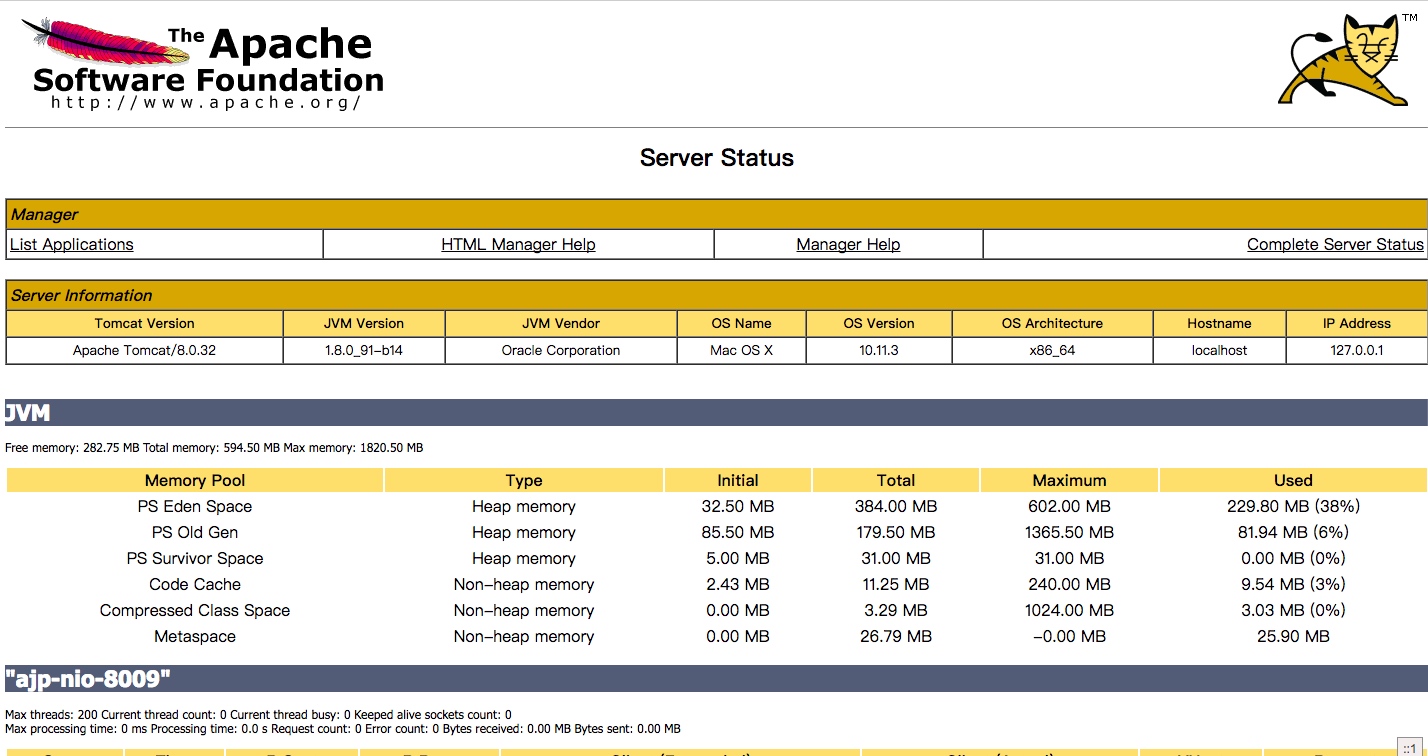 The Apache
Software Foundation
http://www.apache.org/
TM
Server Status
Manager
List Applications HTML Manager Help Manager Help Complete Server Status
Server Information
Tomcat Version JVM Version JVM Vendor OS Name OS Version OS Architecture Hostname IP Address
Apache Tomcat/8.0.32 1.8.0_91-b14 Oracle Corporation Mac OS X 10.11.3 x86_64 localhost 127.0.0.1
JVM
Free memory: 282.75 MB Total memory: 594.50 MB Max memory: 1820.50 MB
Memory Pool Type Initial Total Maximum Used
PS Eden Space Heap memory 32.50 MB 384.00 MB 602.00 MB 229.80 MB (38%)
PS Old Gen Heap memory 85.50 MB 179.50 MB 1365.50 MB 81.94 MB (6%)
PS Survivor Space Heap memory 5.00 MB 31.00 MB 31.00 MB 0.00 MB (0%)
Code Cache Non-heap memory 2.43 MB 11.25 MB 240.00 MB 9.54 MB (3%)
Compressed Class Space Non-heap memory 0.00 MB 3.29 MB 1024.00 MB 3.03 MB (0%)
Metaspace Non-heap memory 0.00 MB 26.79 MB -0.00 MB 25.90 MB
"ajp-nio-8009"
Max threads: 200 Current thread count: 0 Current thread busy: 0 Keeped alive sockets count: 0
Max processing time: 0 ms Processing time: 0.0 s Request count: 0 Error count: 0 Bytes received: 0.00 MB Bytes sent: 0.00 MB
::1